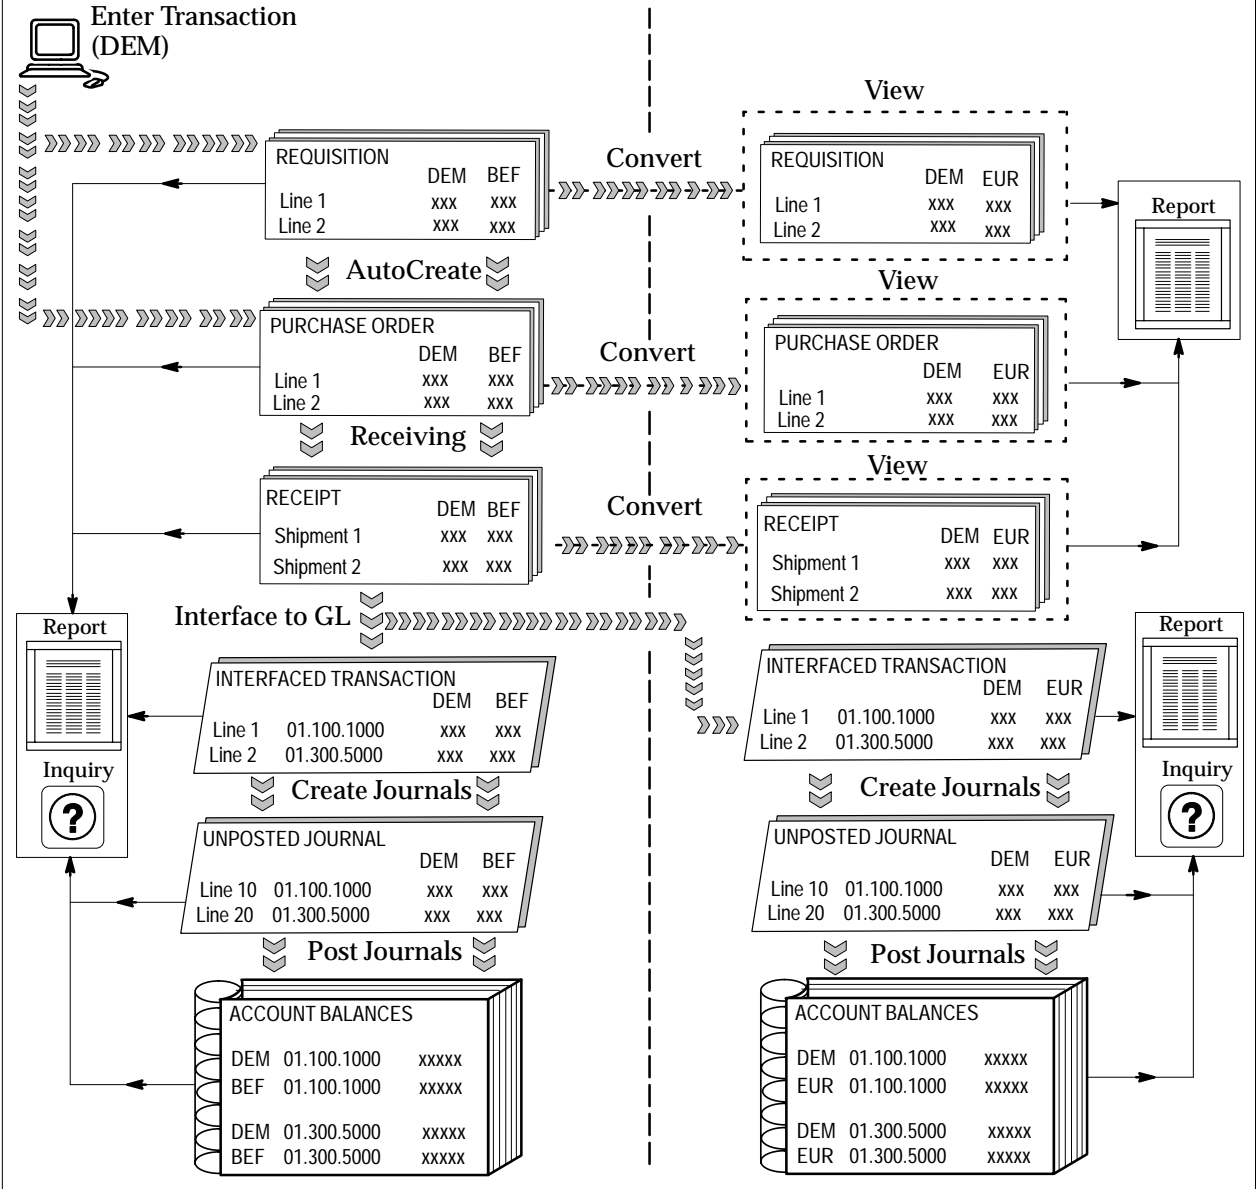 Enter Transaction
(DEM)
REQUISITION
DEM BEF
Line 1 xxx xxx
Line 2 xxx xxx
Convert
View
REQUISITION
DEM EUR
Line 1 xxx xxx
Line 2 xxx xxx
Report
AutoCreate
PURCHASE ORDER
DEM BEF
Line 1 xxx xxx
Line 2 xxx xxx
Convert
View
PURCHASE ORDER
DEM EUR
Line 1 xxx xxx
Line 2 xxx xxx
Receiving
RECEIPT
DEM BEF
Shipment 1 xxx xxx
Shipment 2 xxx xxx
Convert
View
RECEIPT
DEM EUR
Shipment 1 xxx xxx
Shipment 2 xxx xxx
Interface to GL
Report
Inquiry
?
INTERFACED TRANSACTION
DEM BEF
Line 1 01.100.1000 xxx xxx
Line 2 01.300.5000 xxx xxx
Create Journals
UNPOSTED JOURNAL
DEM BEF
Line 10 01.100.1000 xxx xxx
Line 20 01.300.5000 xxx xxx
Post Journals
ACCOUNT BALANCES
DEM 01.100.1000 xxxxx
BEF 01.100.1000 xxxxx
DEM 01.300.5000 xxxxx
BEF 01.300.5000 xxxxx
INTERFACED TRANSACTION
DEM EUR
Line 1 01.100.1000 xxx xxx
Line 2 01.300.5000 xxx xxx
Report
Inquiry
?
Create Journals
UNPOSTED JOURNAL
DEM EUR
Line 10 01.100.1000 xxx xxx
Line 20 01.300.5000 xxx xxx
Post Journals
ACCOUNT BALANCES
DEM 01.100.1000 xxxxx
EUR 01.100.1000 xxxxx
DEM 01.300.5000 xxxxx
EUR 01.300.5000 xxxxx